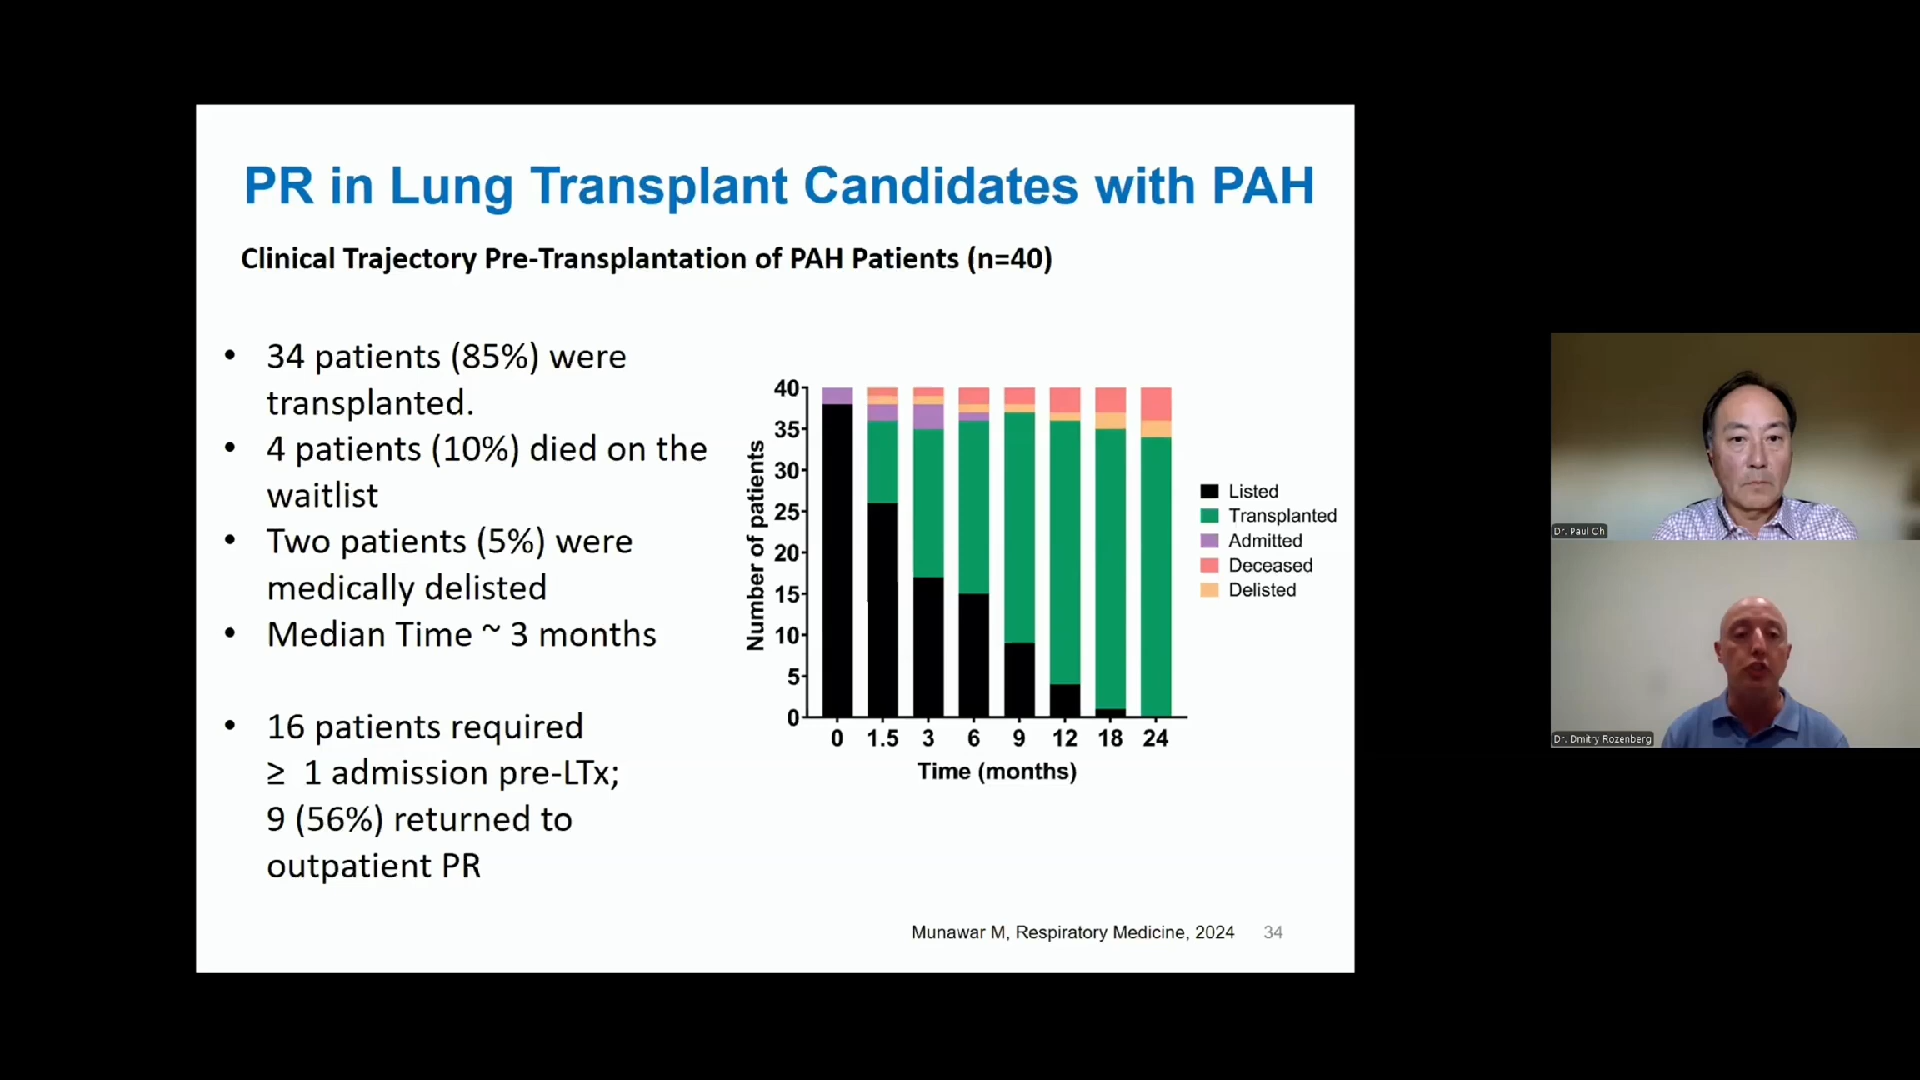 PR in Lung Transplant Candidates with PAH
Clinical Trajectory Pre-Transplantation of PAH Patients (n=40)
• 34 patients (85%) were
transplanted.
• 4 patients (10%) died on the
waitlist
• Two patients (5%) were
medically delisted
• Median Time ~ 3 months
• 16 patients required
≥ 1 admission pre-LTx;
9 (56%) returned to
outpatient PR
Number of patients
40
35
30
25
20
15
10
5
0
0 1.5 3 6 9 12 18 24
Time (months)
Listed
Transplanted
Admitted
Deceased
Delisted
Munawar M, Respiratory Medicine, 2024 34
Dr. Paul Oh
Dr. Dmitry Rozenberg